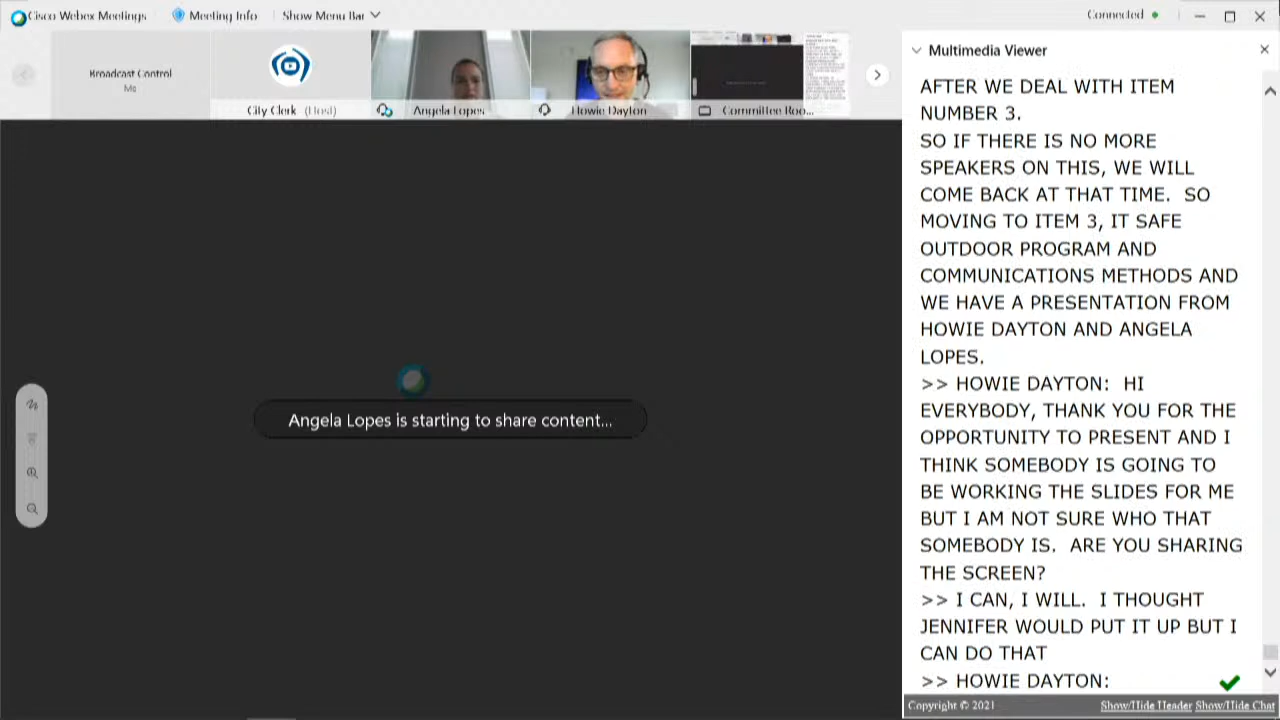 Cisco Webex Meetings
Meeting Info
Show Menu Bar
Connected
Broadcast Control
City Clerk (Host)
Angela Lopes
Howie Dayton
Committee Roo...
Angela Lopes is starting to share content...
Multimedia Viewer
AFTER WE DEAL WITH ITEM
NUMBER 3.
SO IF THERE IS NO MORE
SPEAKERS ON THIS, WE WILL
COME BACK AT THAT TIME.  SO
MOVING TO ITEM 3, IT SAFE
OUTDOOR PROGRAM AND
COMMUNICATIONS METHODS AND
WE HAVE A PRESENTATION FROM
HOWIE DAYTON AND ANGELA
LOPES.
>> HOWIE DAYTON:  HI
EVERYBODY, THANK YOU FOR THE
OPPORTUNITY TO PRESENT AND I
THINK SOMEBODY IS GOING TO
BE WORKING THE SLIDES FOR ME
BUT I AM NOT SURE WHO THAT
SOMEBODY IS.  ARE YOU SHARING
THE SCREEN?
>> I CAN, I WILL.  I THOUGHT
JENNIFER WOULD PUT IT UP BUT I
CAN DO THAT
>> HOWIE DAYTON:
Copyright © 2021
Show/Hide Header Show/Hide Chat